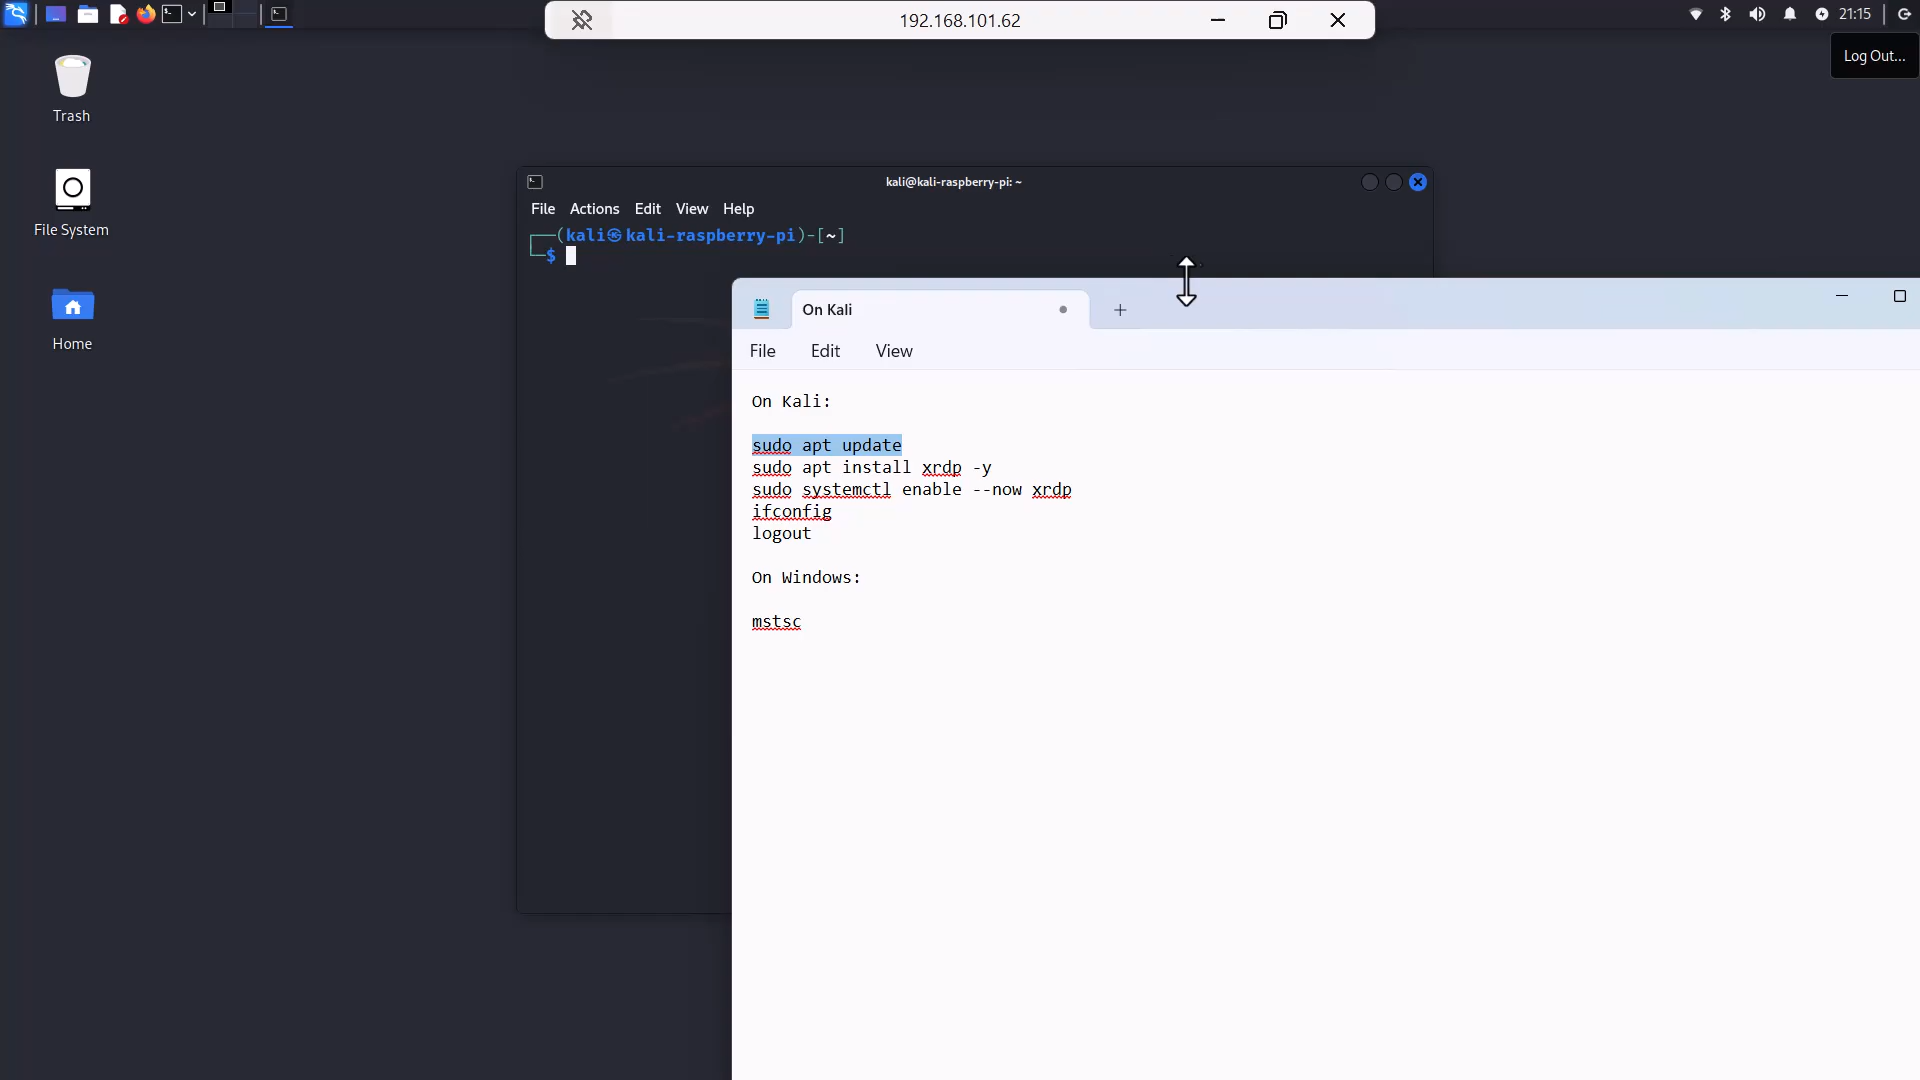 192.168.101.62
21:15
Log Out...
Trash
File System
Home
kali@kali-raspberry-pi: ~
File Actions Edit View Help
┌──(kali㉿kali-raspberry-pi)-[~]
└─$
On Kali
File Edit View
On Kali:
sudo apt update
sudo apt install xrdp -y
sudo systemctl enable --now xrdp
ifconfig
logout
On Windows:
mstsc